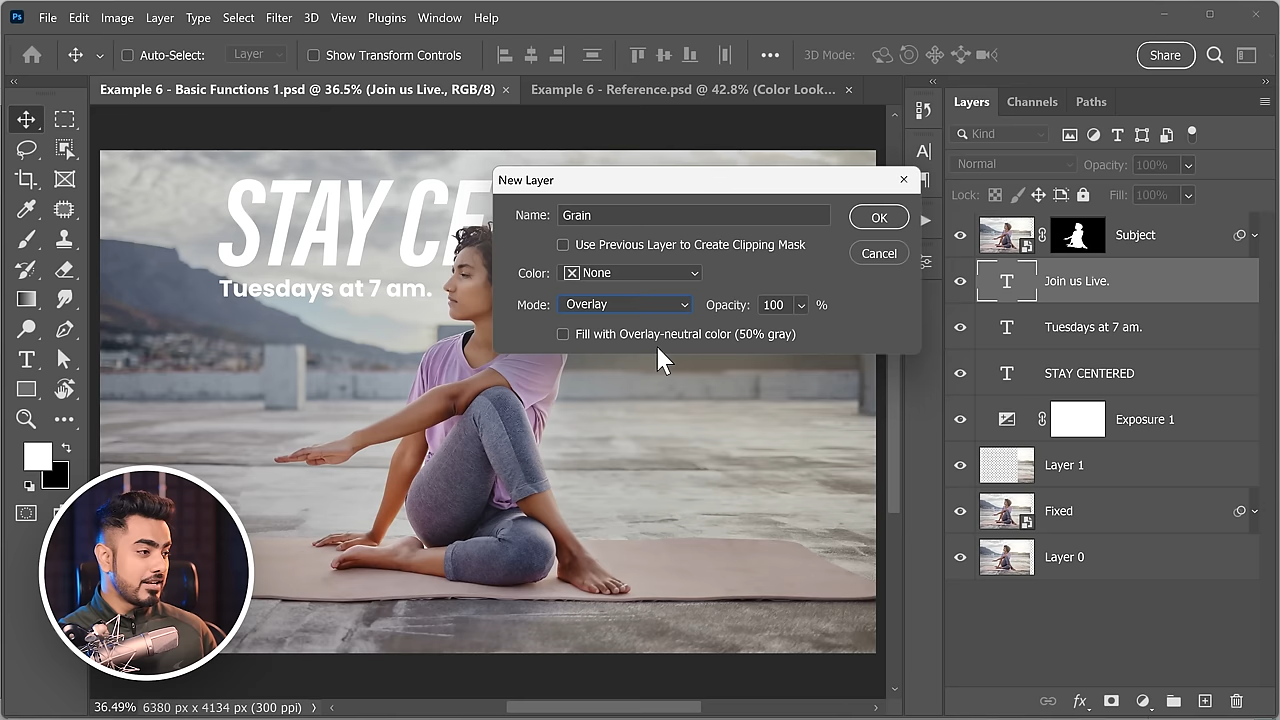 Ps File Edit Image Layer Type Select Filter 3D View Plugins Window Help
Auto-Select: Layer Show Transform Controls 3D Mode: Share
Example 6 - Basic Functions 1.psd @ 36.5% (Join us Live., RGB/8) × Example 6 - Reference.psd @ 42.8% (Color Look... ×
Layers Channels Paths
Kind
Normal Opacity: 100%
Lock: Fill: 100%
STAY CE
Tuesdays at 7 am.
New Layer
Name: Grain OK
Use Previous Layer to Create Clipping Mask
Cancel
Color: None
Mode: Overlay Opacity: 100 %
Fill with Overlay-neutral color (50% gray)
Subject
T Join us Live.
T Tuesdays at 7 am.
T STAY CENTERED
Exposure 1
Layer 1
Fixed
Layer 0
36.49% 6380 px x 4134 px (300 ppi)
fx